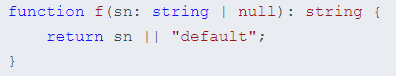 function f(sn: string | null): string {
    return sn || "default";
}